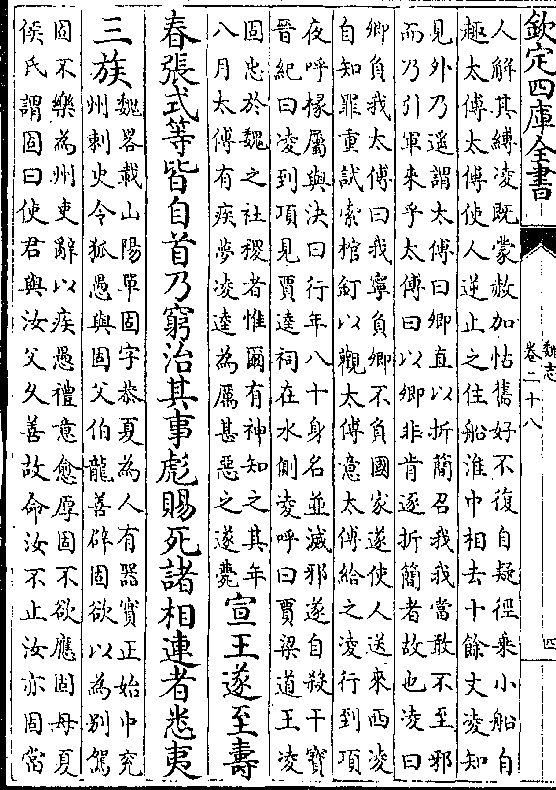 欽定四庫全書
魏志
卷二十八
四
人解其縛凌既蒙赦加怙舊好不復自疑徑乘小船自
趣太傅太傅使人逆止之住船淮中相去十餘丈凌知
見外乃遥謂太傅曰卿直以折簡召我我當敢不至邪
而乃引軍來乎太傅曰以卿非肯逐折簡者故也凌曰
卿負我太傅曰我寧負卿不負國家遂使人送來西凌
自知罪重試索棺釘以觀太傅意太傅給之凌行到項
夜呼掾屬與決曰行年八十身名並滅邪遂自殺干寶
晉紀曰凌到項見賈逵祠在水側凌呼曰賈梁道王凌
固忠於魏之社稷者惟爾有神知之其年
八月太傅有疾夢凌逵為厲甚惡之遂薨
宣王遂至壽
春張式等皆自首乃窮治其事彪賜死諸相連者悉夷
三族
魏畧載山陽單固字恭夏為人有器實正始中兖
州刺史令狐愚與固父伯龍善辟固欲以為别駕
固不樂為州吏辭以疾愚禮意愈厚固不欲應固母夏
侯氏謂固曰使君與汝父久善故命汝不止汝亦固當